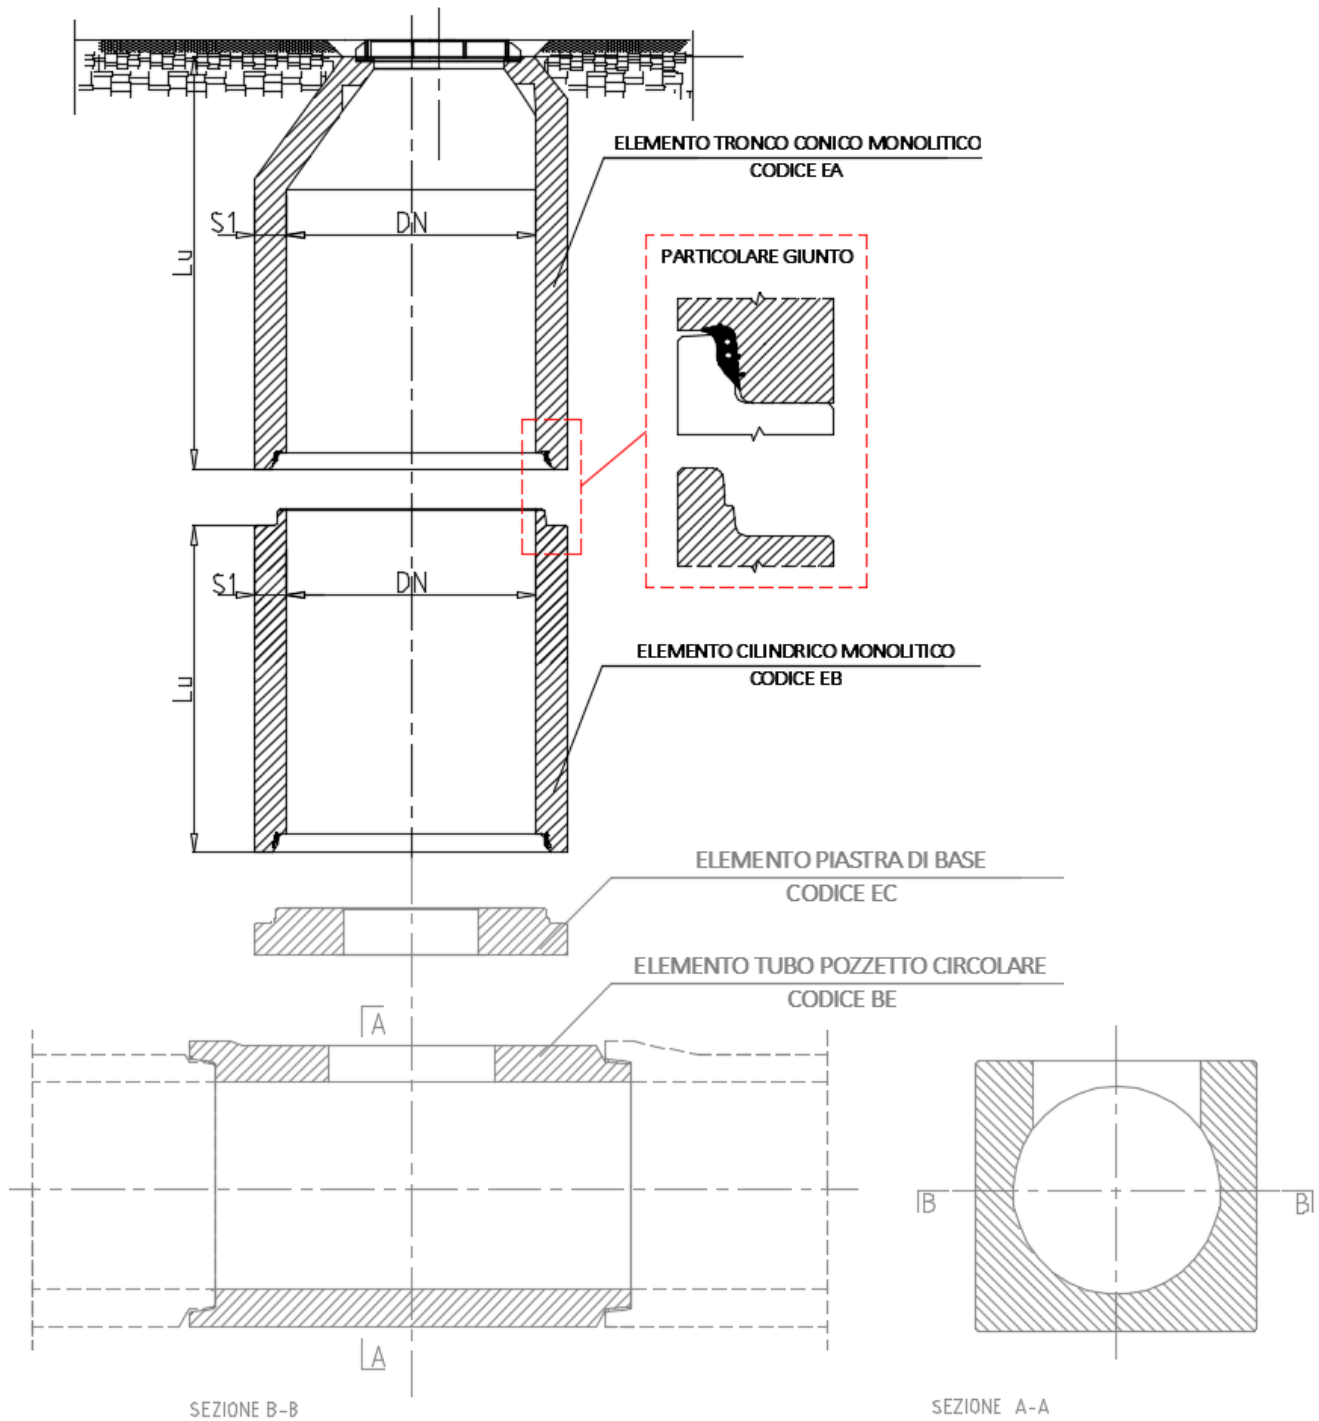 ELEMENTO TRONCO CONICO MONOLITICO
CODICE EA
S1
DN
Lu
PARTICOLARE GIUNTO
S1
DN
Lu
ELEMENTO CILINDRICO MONOLITICO
CODICE EB
ELEMENTO PIASTRA DI BASE
CODICE EC
ELEMENTO TUBO POZZETTO CIRCOLARE
CODICE BE
A
B
B
A
SEZIONE B-B
SEZIONE A-A